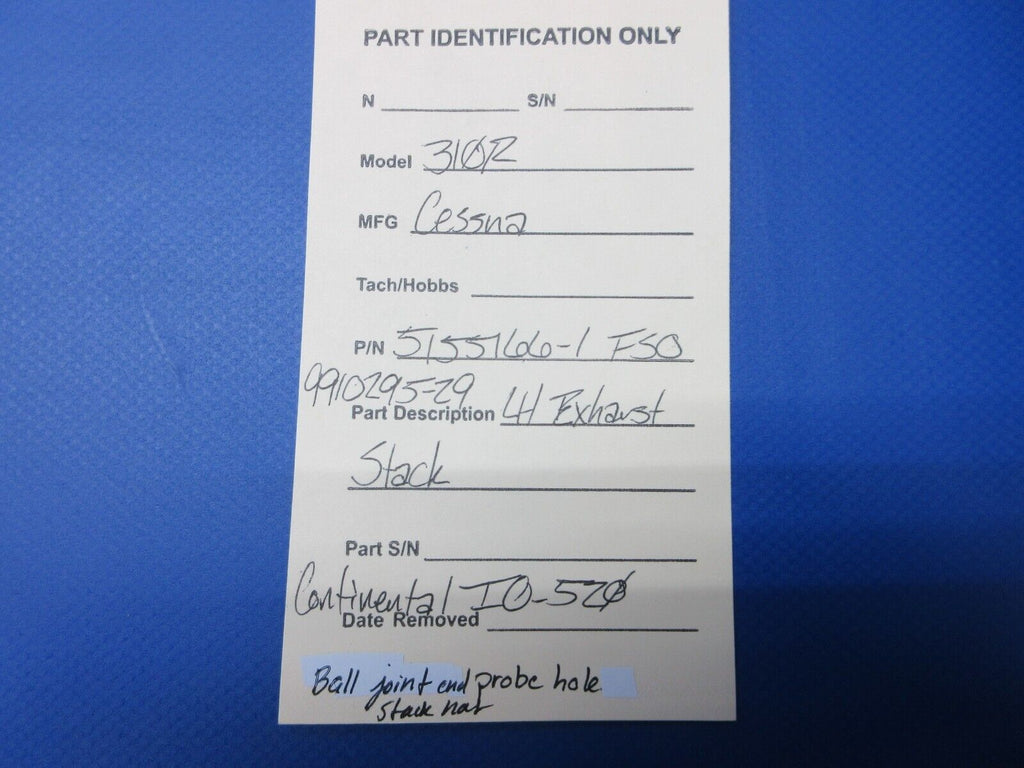 PART IDENTIFICATION ONLY
N S/N
Model 310R
MFG Cessna
Tach/Hobbs
P/N 5155166-1 FSO
9910295-29
Part Description LH Exhaust
Stack
Part S/N
Continental IO-520
Date Removed
Ball joint end probe hole
stack